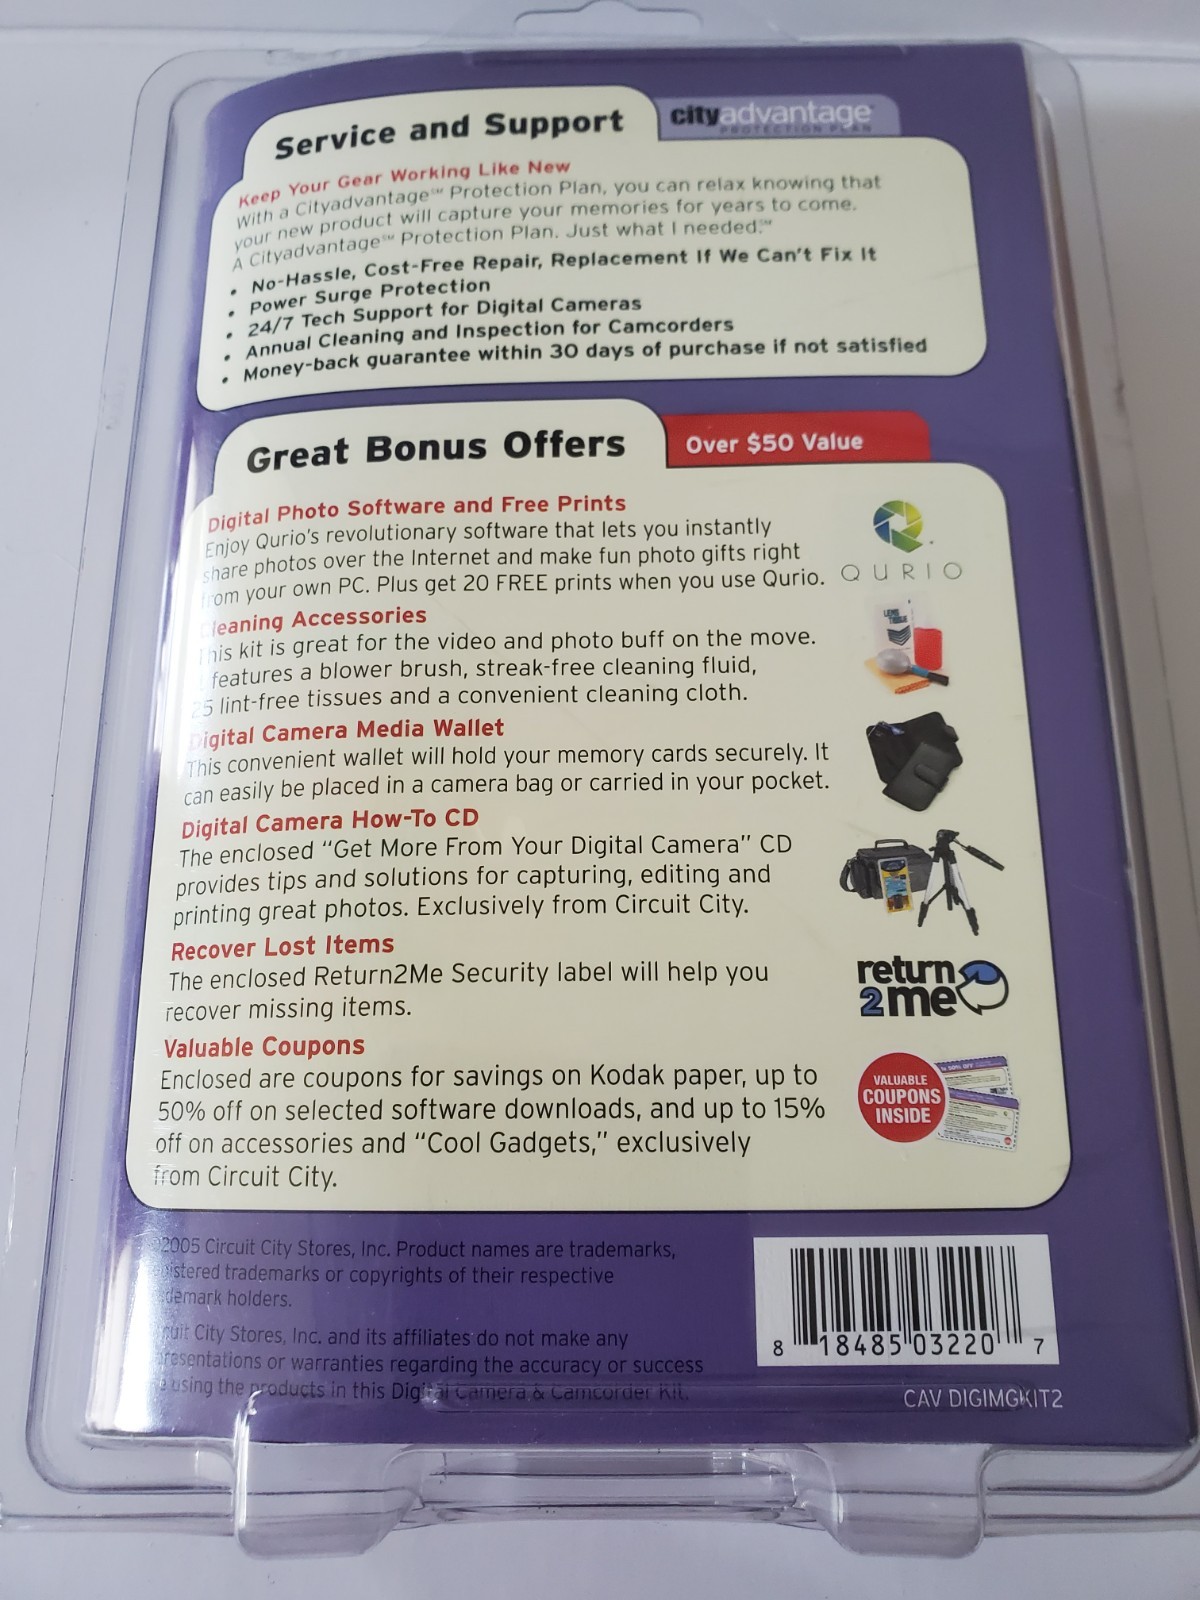 Service and Support
cityadvantage
PROTECTION PLAN
Keep Your Gear Working Like New
With a Cityadvantage℠ Protection Plan, you can relax knowing that
your new product will capture your memories for years to come.
A Cityadvantage℠ Protection Plan. Just what I needed.℠
• No-Hassle, Cost-Free Repair, Replacement If We Can't Fix It
• Power Surge Protection
• 24/7 Tech Support for Digital Cameras
• Annual Cleaning and Inspection for Camcorders
• Money-back guarantee within 30 days of purchase if not satisfied
Great Bonus Offers
Over $50 Value
Digital Photo Software and Free Prints
Enjoy Qurio's revolutionary software that lets you instantly
share photos over the Internet and make fun photo gifts right
from your own PC. Plus get 20 FREE prints when you use Qurio.
QURIO
Cleaning Accessories
This kit is great for the video and photo buff on the move.
features a blower brush, streak-free cleaning fluid,
25 lint-free tissues and a convenient cleaning cloth.
LENS
Digital Camera Media Wallet
This convenient wallet will hold your memory cards securely. It
can easily be placed in a camera bag or carried in your pocket.
Digital Camera How-To CD
The enclosed "Get More From Your Digital Camera" CD
provides tips and solutions for capturing, editing and
printing great photos. Exclusively from Circuit City.
Recover Lost Items
The enclosed Return2Me Security label will help you
recover missing items.
return
2me
Valuable Coupons
Enclosed are coupons for savings on Kodak paper, up to
50% off on selected software downloads, and up to 15%
off on accessories and "Cool Gadgets," exclusively
from Circuit City.
VALUABLE
COUPONS
INSIDE
©2005 Circuit City Stores, Inc. Product names are trademarks,
registered trademarks or copyrights of their respective
trademark holders.
Circuit City Stores, Inc. and its affiliates do not make any
representations or warranties regarding the accuracy or success
using the products in this Digital Camera & Camcorder Kit.
8 18485 03220 7
CAV DIGIMGKIT2